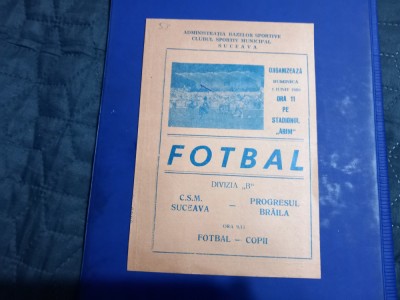 ADMINISTRAȚIA BAZELOR SPORTIVE
CLUBUL SPORTIV MUNICIPAL
SUCEAVA
ORGANIZEAZĂ
ORA 11
PE
STADIONUL
„ARENI”
FOTBAL
DIVIZIA „B”
C.S.M. — PROGRESUL
SUCEAVA BRĂILA
FOTBAL — COPII